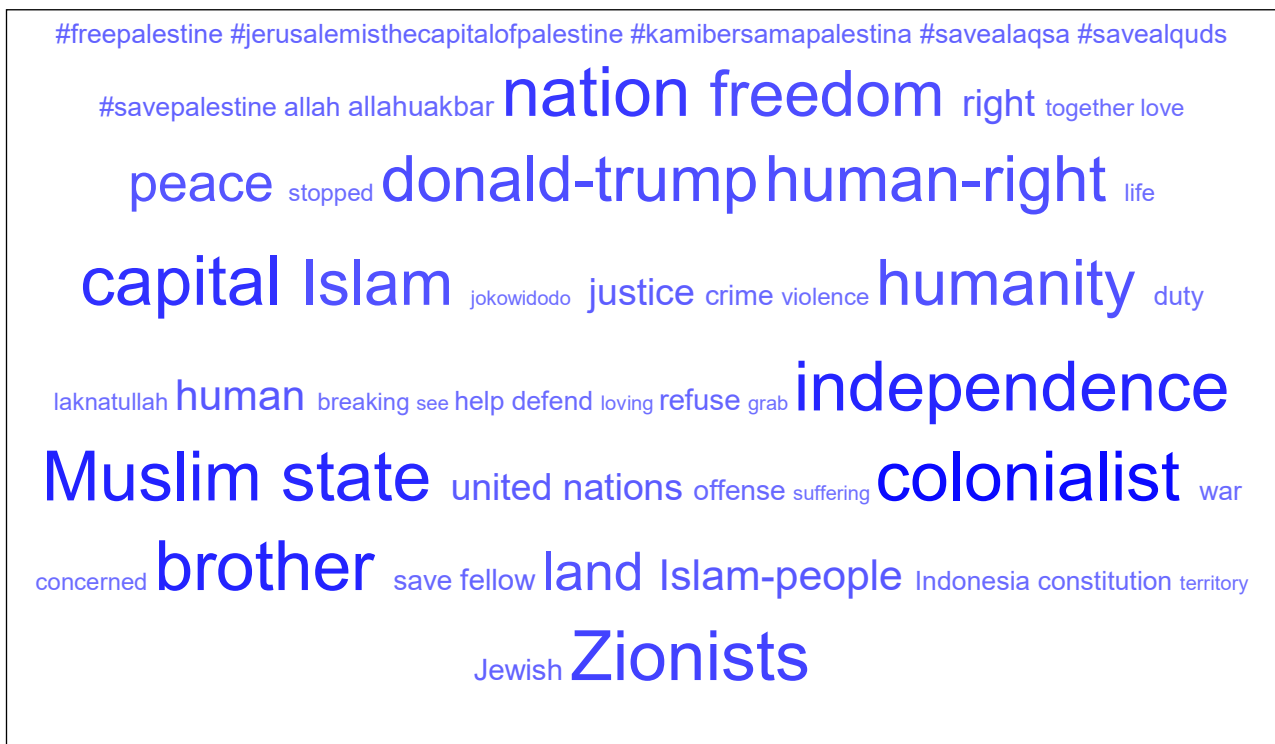 #freepalestine #jerusalemisthecapitalofpalestine #kamibersamapalestina #savealaqsa #savealquds
#savepalestine allah allahuakbar nation freedom right together love
peace stopped donald-trump human-right life
capital Islam jokowidodo justice crime violence humanity duty
laknatullah human breaking see help defend loving refuse grab independence
Muslim state united nations offense suffering colonialist war
concerned brother save fellow land Islam-people Indonesia constitution territory
Jewish Zionists